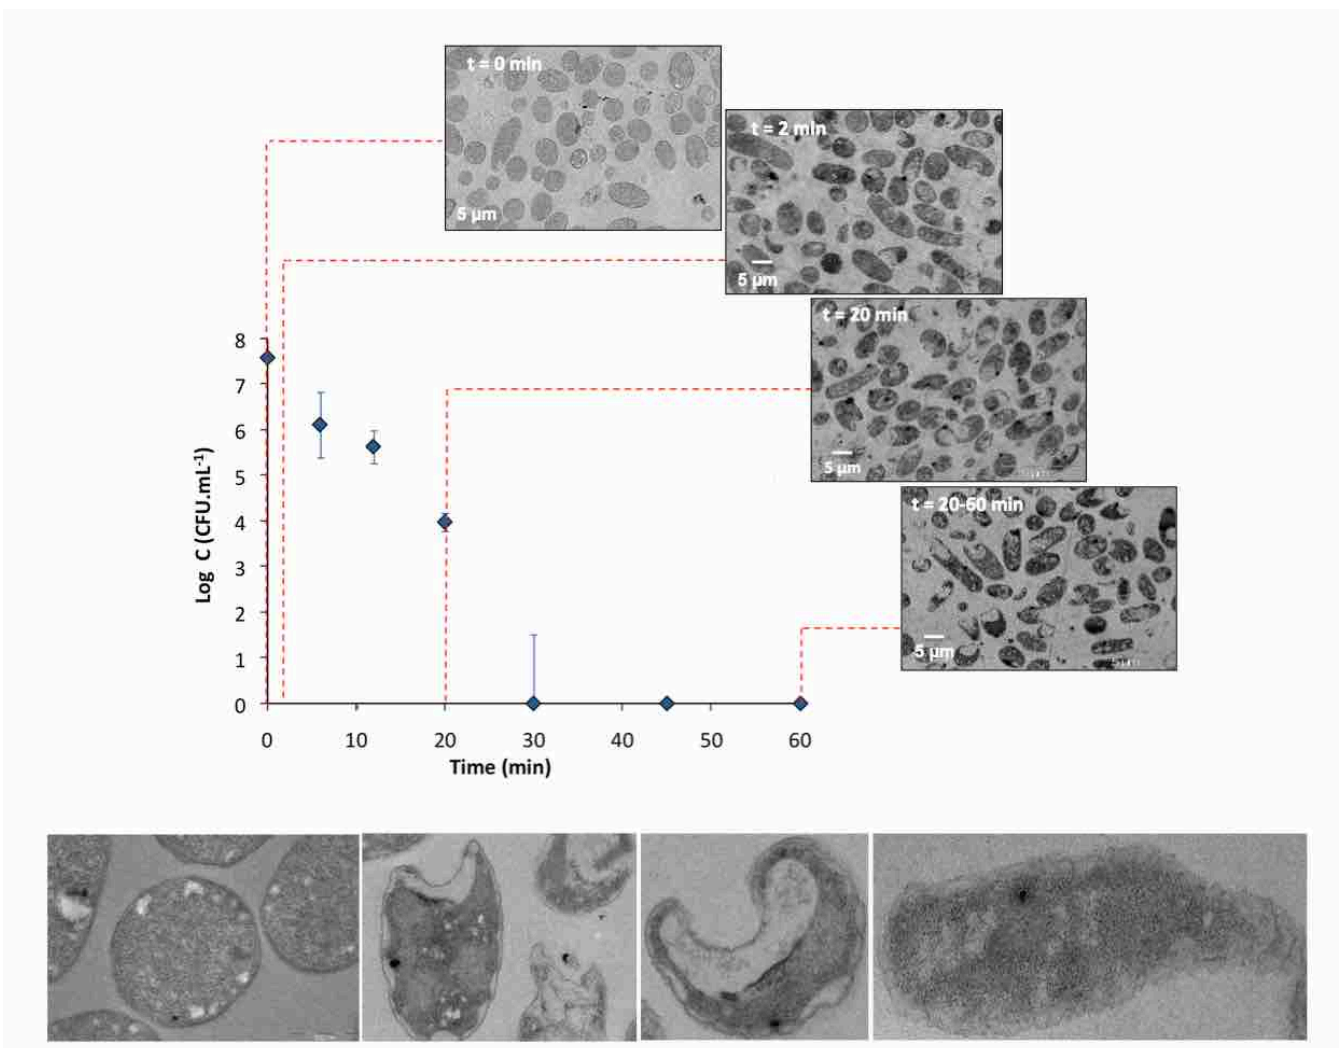 t = 0 min
5 µm
t = 2 min
5 µm
t = 20 min
5 µm
t = 20-60 min
5 µm
8
7
6
5
4
3
2
1
0
Log C (CFU.mL-1)
0 10 20 30 40 50 60
Time (min)